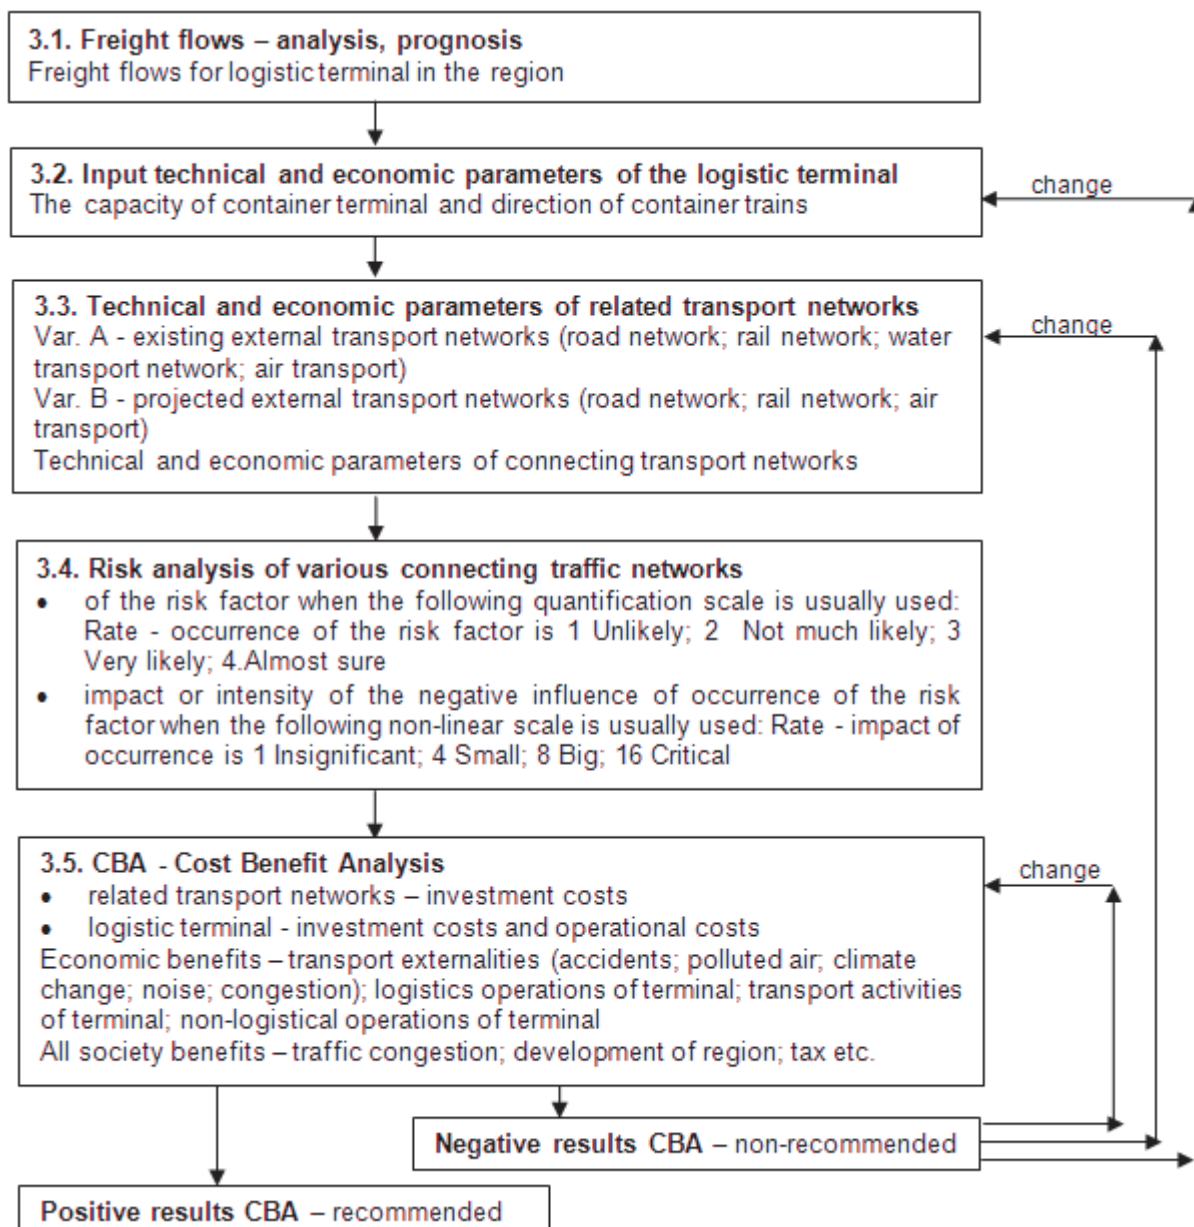 3.1. Freight flows – analysis, prognosis
Freight flows for logistic terminal in the region
3.2. Input technical and economic parameters of the logistic terminal
The capacity of container terminal and direction of container trains
change
3.3. Technical and economic parameters of related transport networks
Var. A - existing external transport networks (road network; rail network; water
transport network; air transport)
Var. B - projected external transport networks (road network; rail network; air
transport)
Technical and economic parameters of connecting transport networks
change
3.4. Risk analysis of various connecting traffic networks
• of the risk factor when the following quantification scale is usually used:
Rate - occurrence of the risk factor is 1 Unlikely; 2 Not much likely; 3
Very likely; 4.Almost sure
• impact or intensity of the negative influence of occurrence of the risk
factor when the following non-linear scale is usually used: Rate - impact of
occurrence is 1 Insignificant; 4 Small; 8 Big; 16 Critical
3.5. CBA - Cost Benefit Analysis
• related transport networks – investment costs
• logistic terminal - investment costs and operational costs
Economic benefits – transport externalities (accidents; polluted air; climate
change; noise; congestion); logistics operations of terminal; transport activities
of terminal; non-logistical operations of terminal
All society benefits – traffic congestion; development of region; tax etc.
change
Negative results CBA – non-recommended
Positive results CBA – recommended